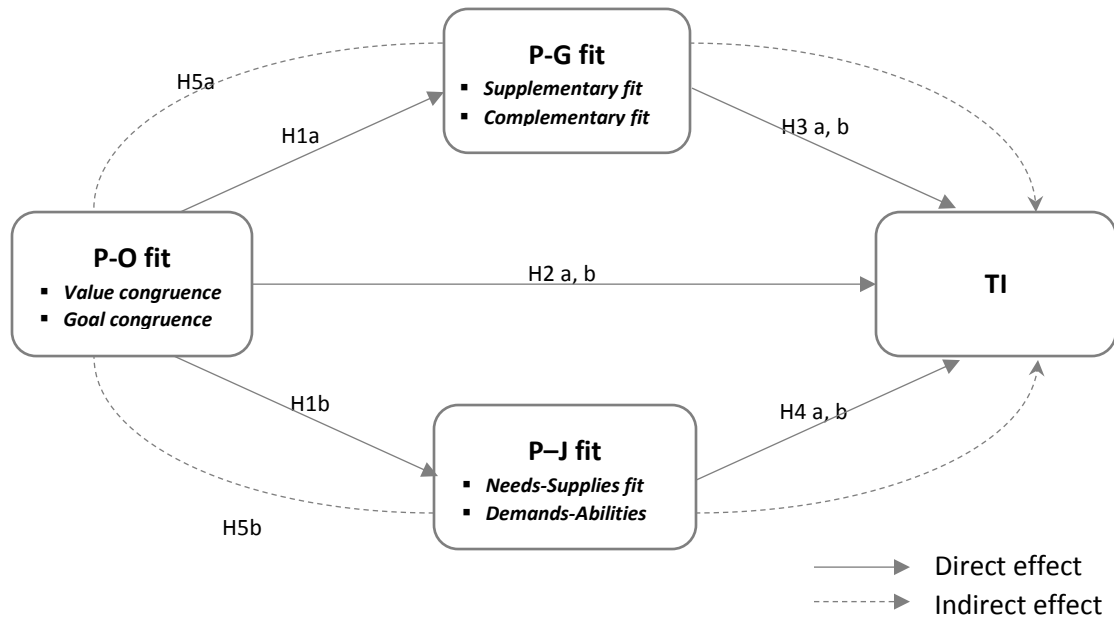 P-G fit
▪ Supplementary fit
▪ Complementary fit
H5a
H1a
H3 a, b
P-O fit
▪ Value congruence
▪ Goal congruence
H2 a, b
TI
H1b
H4 a, b
P–J fit
▪ Needs-Supplies fit
▪ Demands-Abilities
H5b
Direct effect
Indirect effect